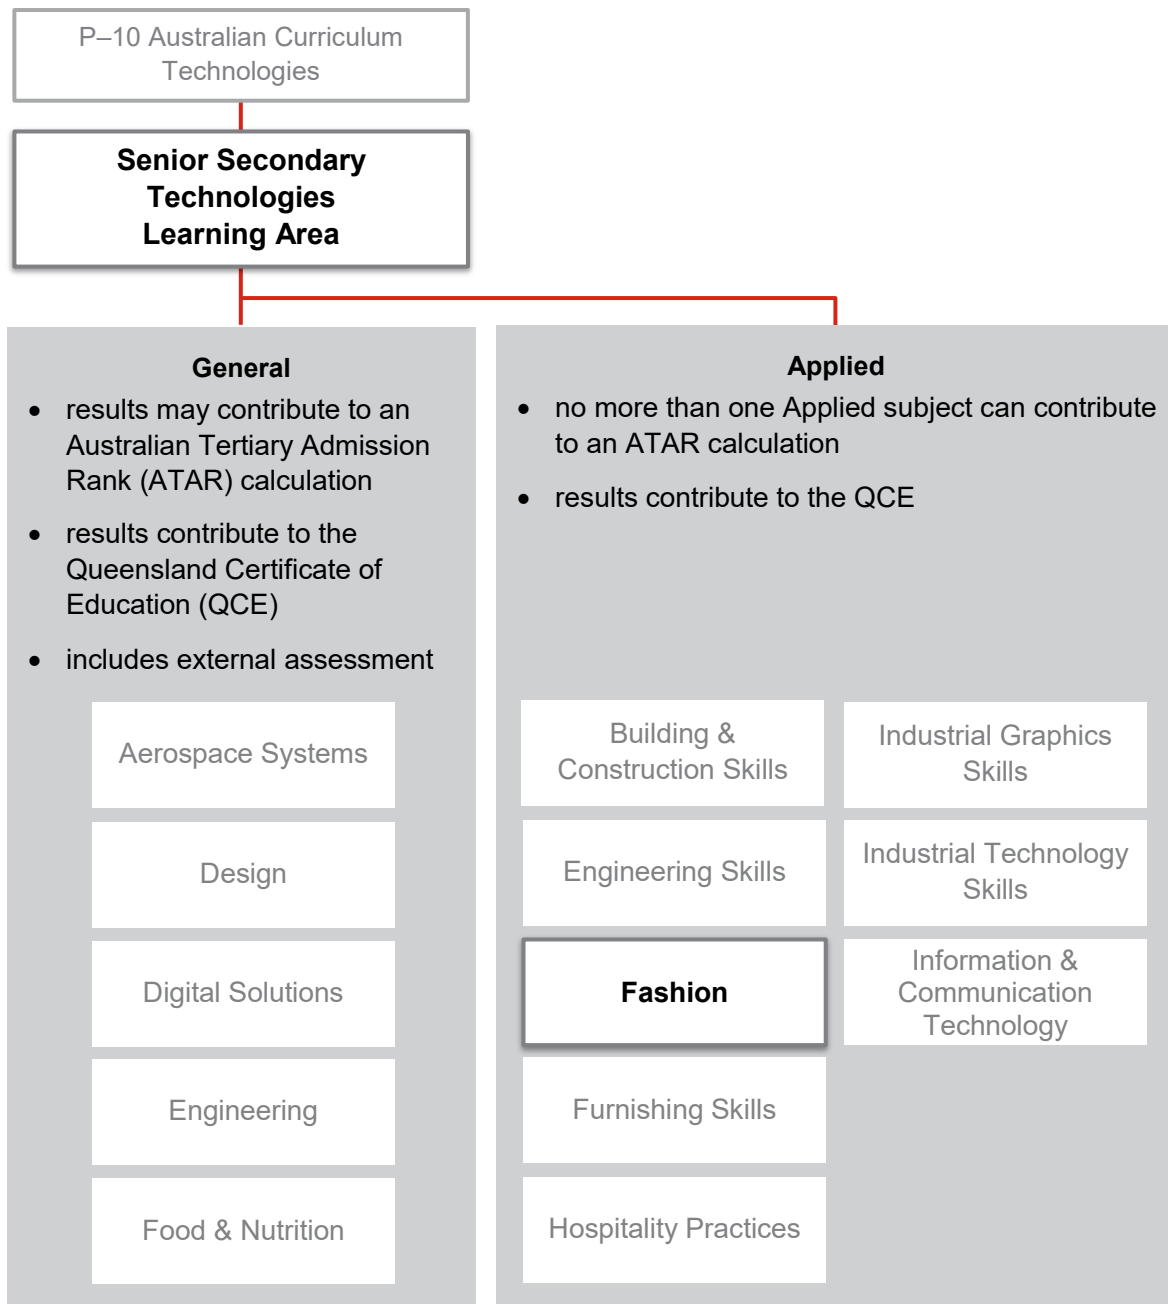 P–10 Australian Curriculum
Technologies
Senior Secondary
Technologies
Learning Area
General
• results may contribute to an
Australian Tertiary Admission
Rank (ATAR) calculation
• results contribute to the
Queensland Certificate of
Education (QCE)
• includes external assessment
Aerospace Systems
Design
Digital Solutions
Engineering
Food & Nutrition
Applied
• no more than one Applied subject can contribute
to an ATAR calculation
• results contribute to the QCE
Building &
Construction Skills
Engineering Skills
Fashion
Furnishing Skills
Hospitality Practices
Industrial Graphics
Skills
Industrial Technology
Skills
Information &
Communication
Technology